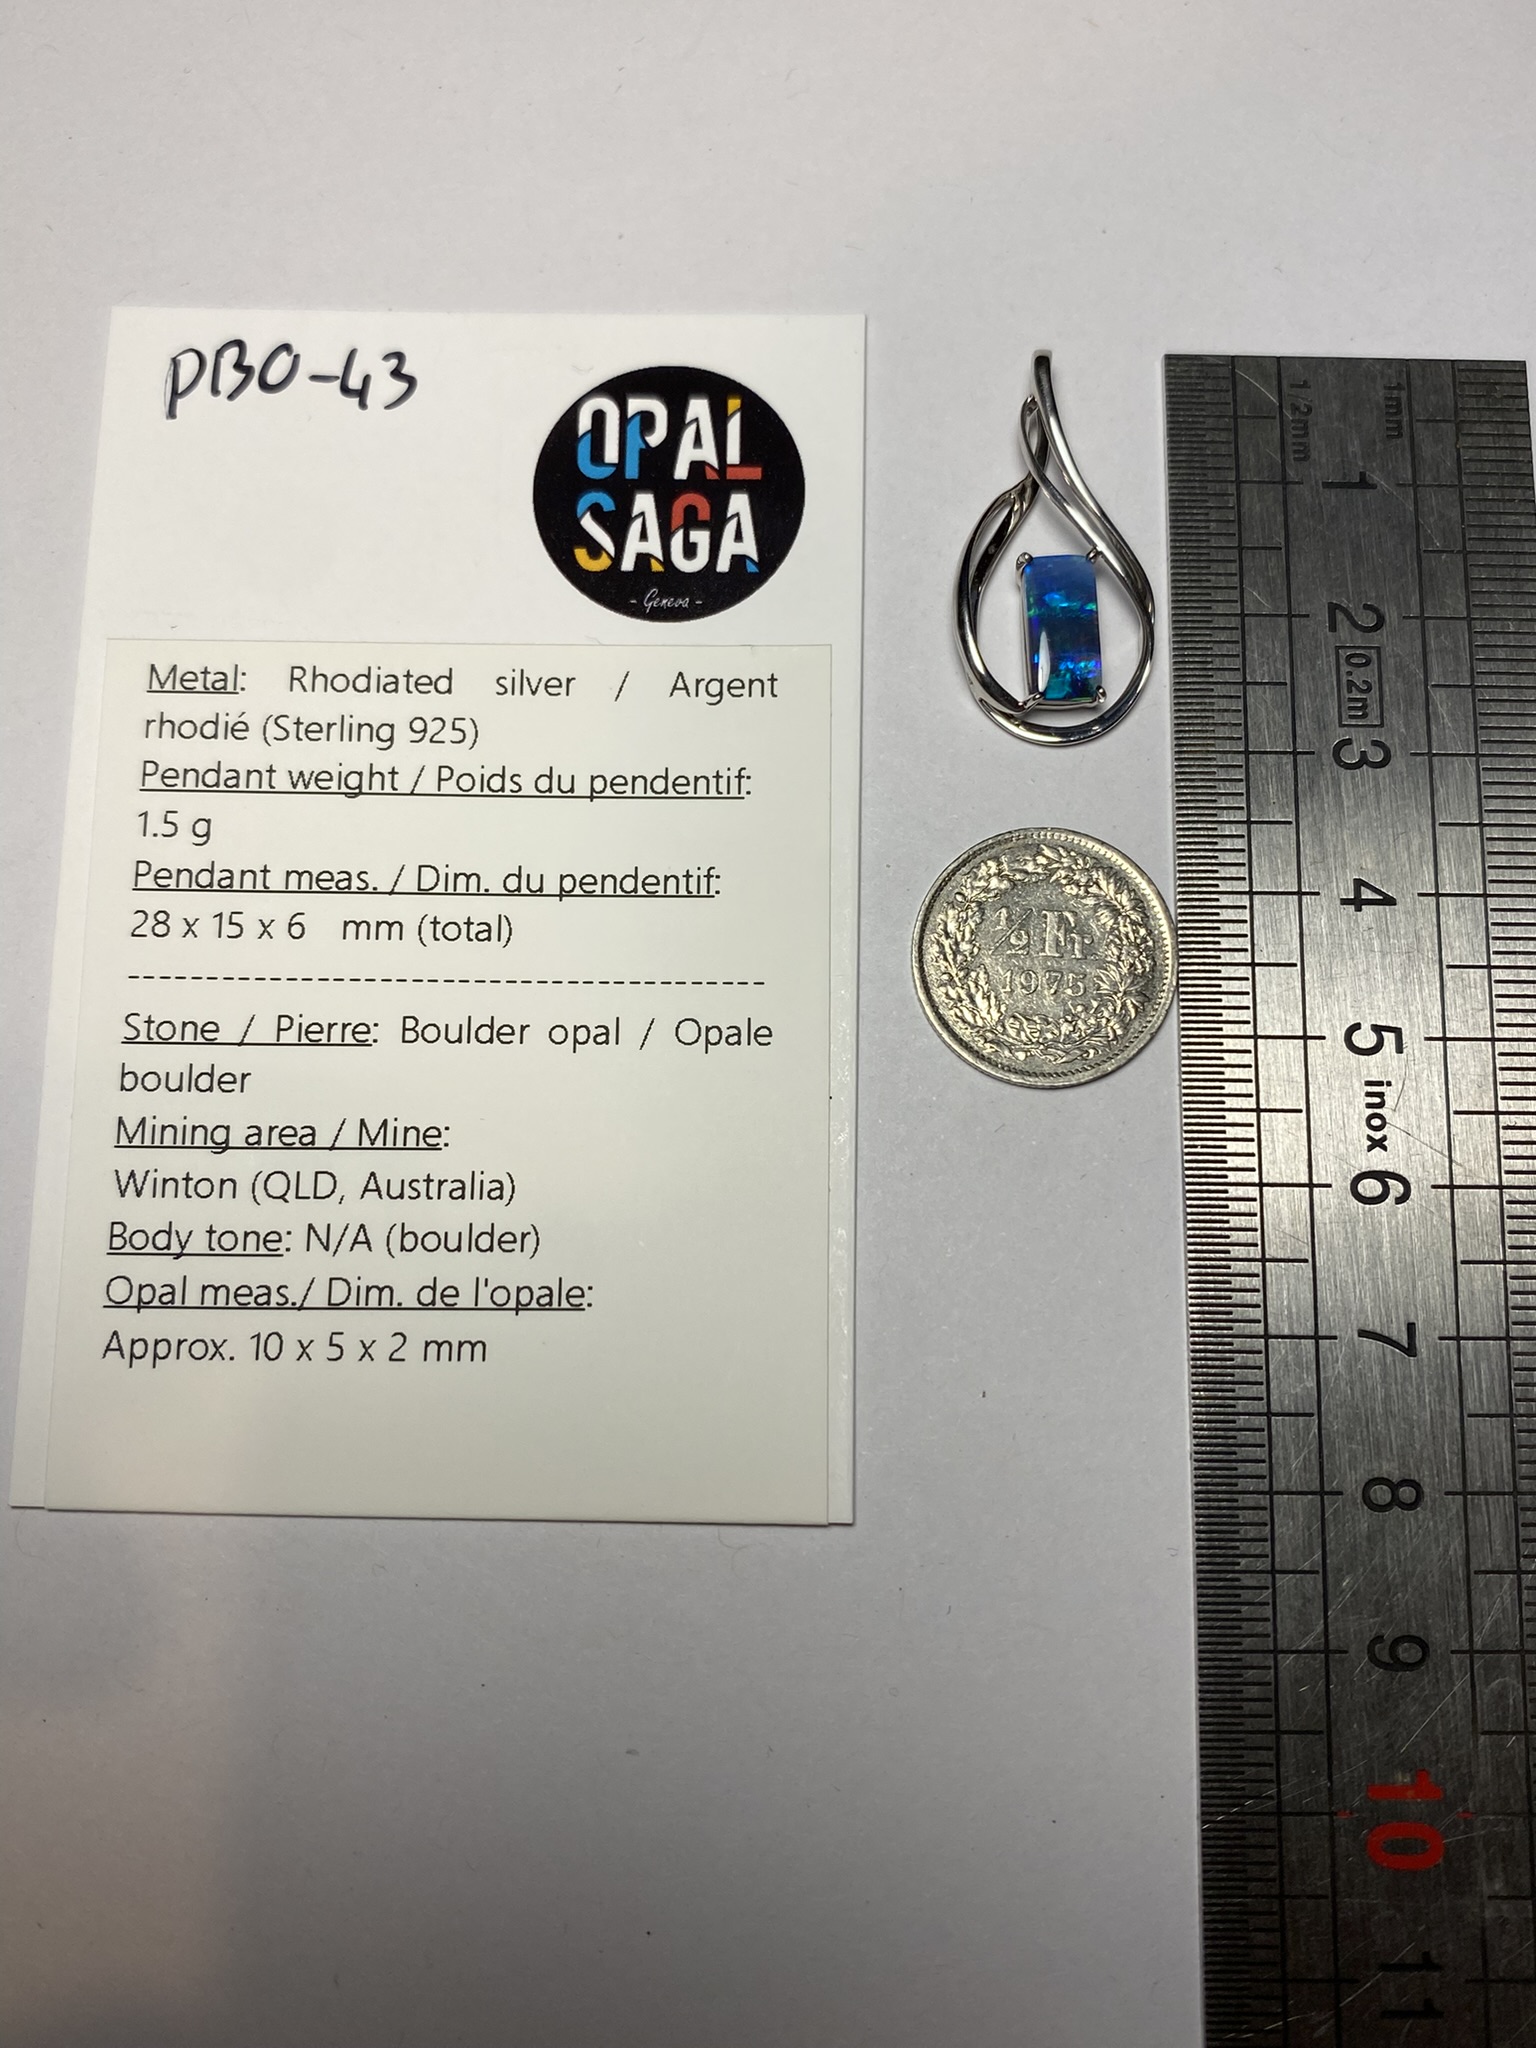 PBO-43
OPAL
SAGA
- Geneva -
Metal: Rhodiated silver / Argent
rhodié (Sterling 925)
Pendant weight / Poids du pendentif:
1.5 g
Pendant meas. / Dim. du pendentif:
28 x 15 x 6 mm (total)
----------------------------------------
Stone / Pierre: Boulder opal / Opale
boulder
Mining area / Mine:
Winton (QLD, Australia)
Body tone: N/A (boulder)
Opal meas./ Dim. de l'opale:
Approx. 10 x 5 x 2 mm
½ Fr.
1975
1/2mm
1mm
1
2
0.2m
3
4
5
inox
6
7
8
9
10
11